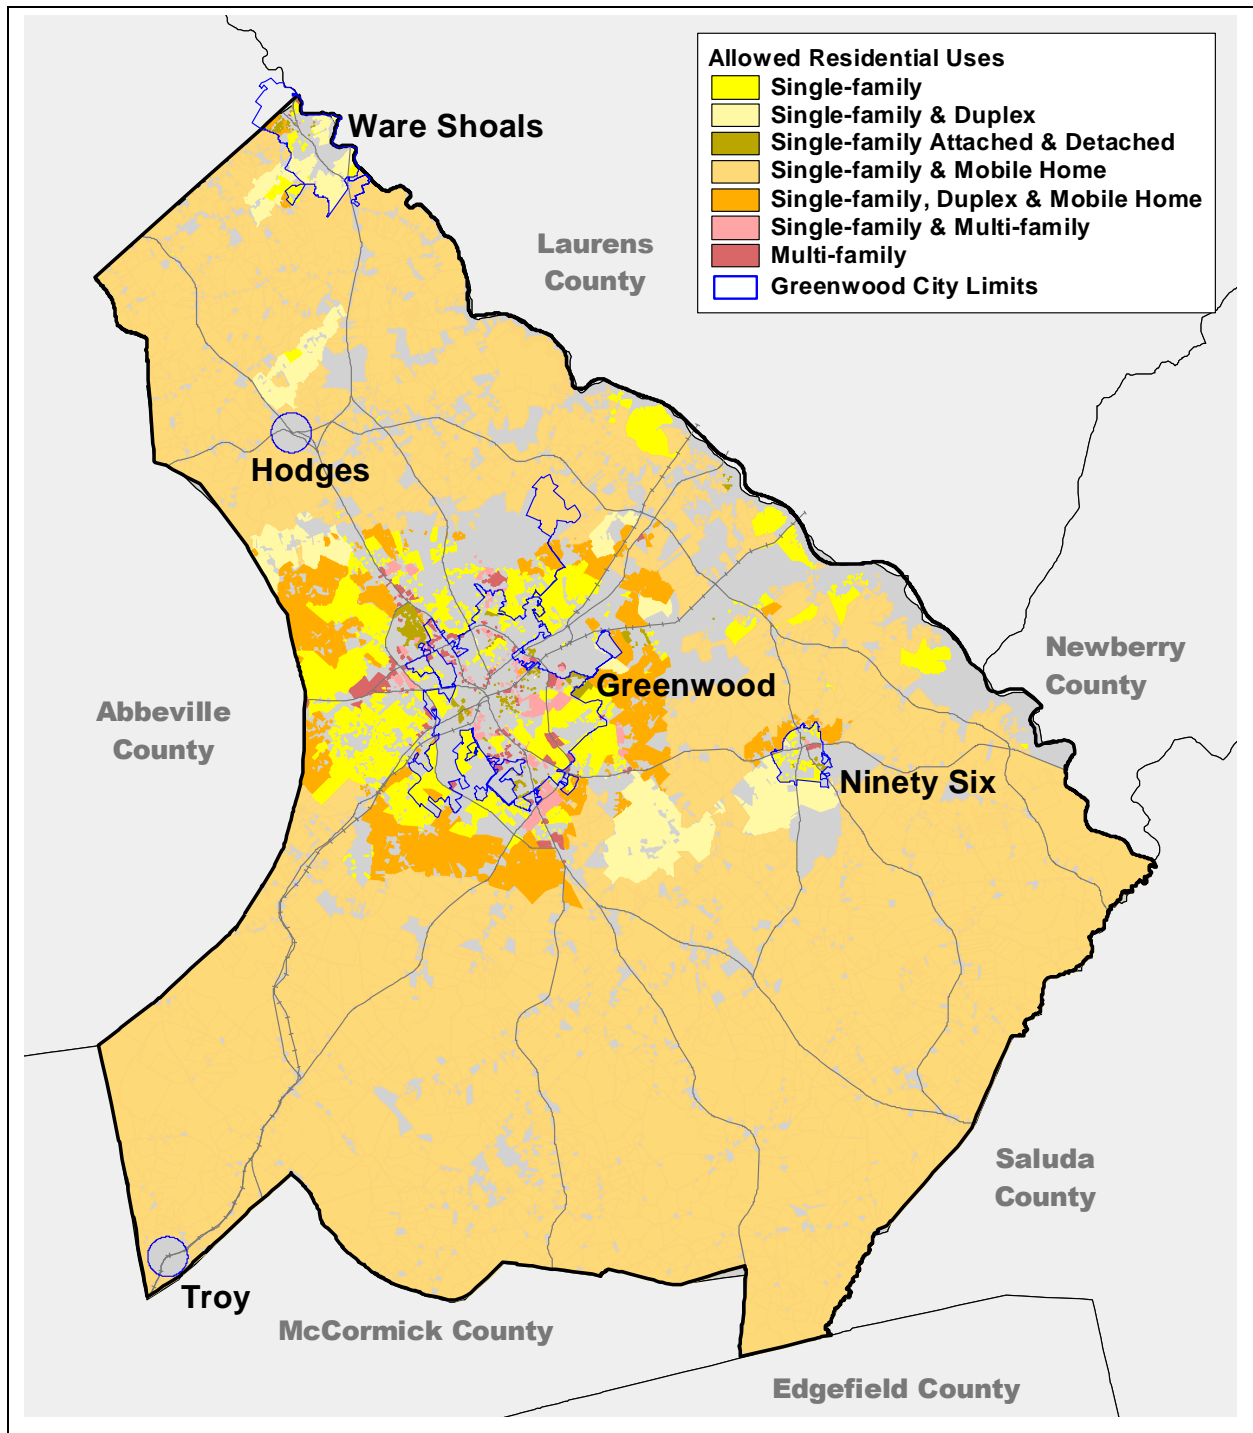 Allowed Residential Uses
Single-family
Single-family & Duplex
Single-family Attached & Detached
Single-family & Mobile Home
Single-family, Duplex & Mobile Home
Single-family & Multi-family
Multi-family
Greenwood City Limits
Ware Shoals
Laurens
County
Hodges
Newberry
County
Greenwood
Abbeville
County
Ninety Six
Saluda
County
Troy
McCormick County
Edgefield County